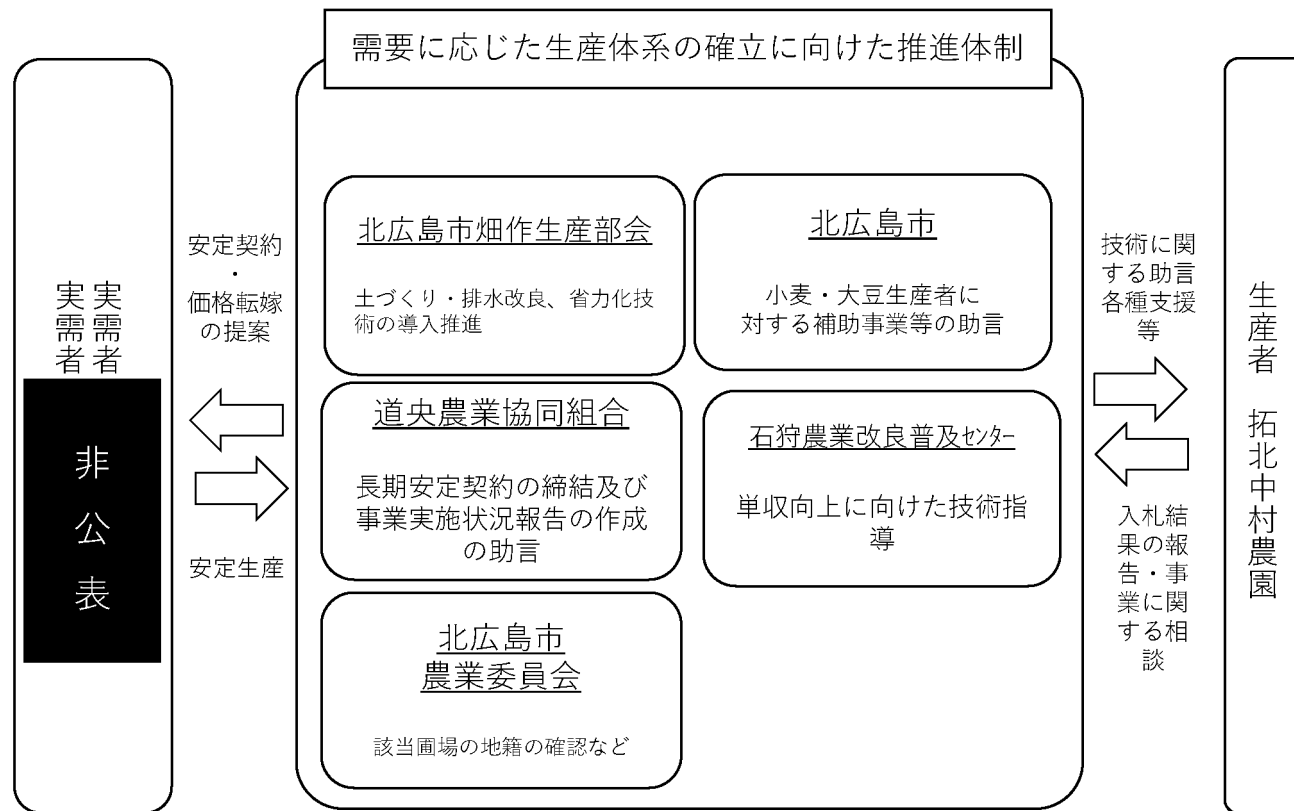 需要に応じた生産体系の確立に向けた推進体制
実需者
実需者
非公表
安定契約
・
価格転嫁
の提案
安定生産
北広島市畑作生産部会
土づくり・排水改良、省力化技
術の導入推進
北広島市
小麦・大豆生産者に
対する補助事業等の助言
道央農業協同組合
長期安定契約の締結及び
事業実施状況報告の作成
の助言
石狩農業改良普及ｾﾝﾀｰ
単収向上に向けた技術指
導
北広島市
農業委員会
該当圃場の地籍の確認など
技術に関
する助言
各種支援
等
入札結
果の報
告・事
業に関
する相
談
生産者　拓北中村農園